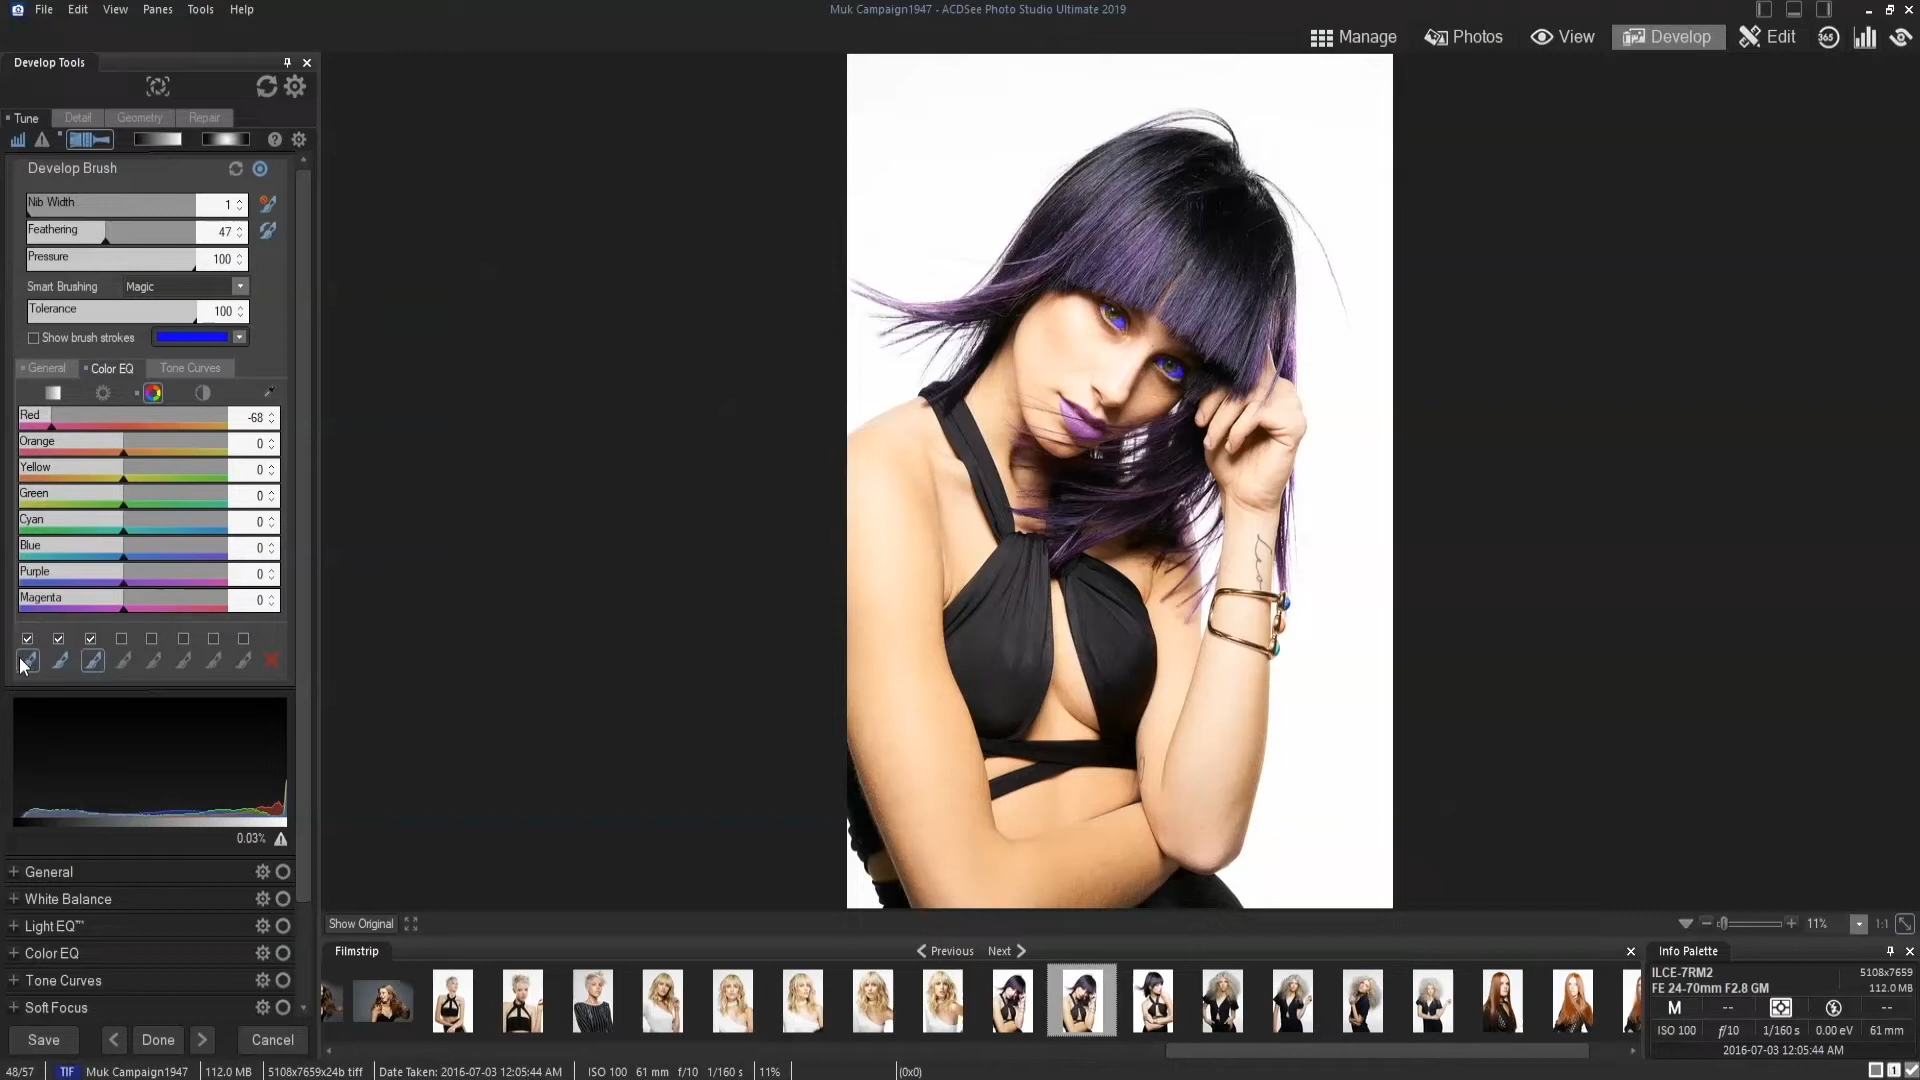 File Edit View Panes Tools Help
Muk Campaign1947 - ACDSee Photo Studio Ultimate 2019
Manage Photos View Develop Edit 365
Develop Tools
Tune Detail Geometry Repair
Develop Brush
Nib Width 1
Feathering 47
Pressure 100
Smart Brushing Magic
Tolerance 100
Show brush strokes
General Color EQ Tone Curves
Red -68
Orange 0
Yellow 0
Green 0
Cyan 0
Blue 0
Purple 0
Magenta 0
0.03%
General
White Balance
Light EQ™
Color EQ
Tone Curves
Soft Focus
Save Done Cancel
Show Original
11% 1:1
Filmstrip
Previous Next
Info Palette
ILCE-7RM2 5108x7659
FE 24-70mm F2.8 GM 112.0 MB
M -- --
ISO 100 f/10 1/160 s 0.00 eV 61 mm
2016-07-03 12:05:44 AM
48/57 TIF Muk Campaign1947 112.0 MB 5108x7659x24b tiff Date Taken: 2016-07-03 12:05:44 AM ISO 100 61 mm f/10 1/160 s 11% (0x0)
1